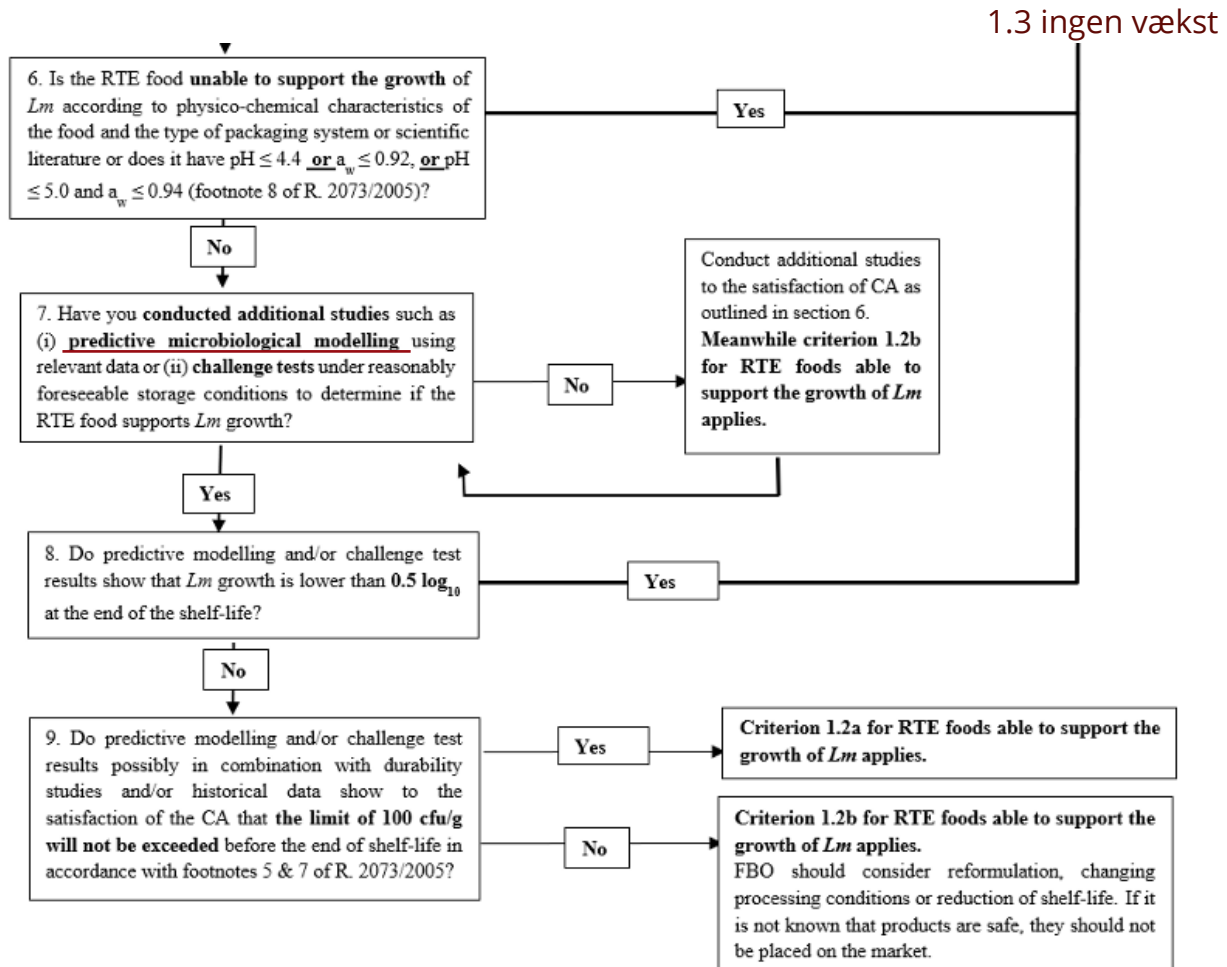 1.3 ingen vækst
6. Is the RTE food unable to support the growth of
Lm according to physico-chemical characteristics of
the food and the type of packaging system or scientific
literature or does it have pH ≤ 4.4 or a w ≤ 0.92, or pH
≤ 5.0 and a w ≤ 0.94 (footnote 8 of R. 2073/2005)?
Yes
No
7. Have you conducted additional studies such as
(i) predictive microbiological modelling using
relevant data or (ii) challenge tests under reasonably
foreseeable storage conditions to determine if the
RTE food supports Lm growth?
No
Conduct additional studies
to the satisfaction of CA as
outlined in section 6.
Meanwhile criterion 1.2b
for RTE foods able to
support the growth of Lm
applies.
Yes
8. Do predictive modelling and/or challenge test
results show that Lm growth is lower than 0.5 log10
at the end of the shelf-life?
Yes
No
9. Do predictive modelling and/or challenge test
results possibly in combination with durability
studies and/or historical data show to the
satisfaction of the CA that the limit of 100 cfu/g
will not be exceeded before the end of shelf-life in
accordance with footnotes 5 & 7 of R. 2073/2005?
Yes
Criterion 1.2a for RTE foods able to support the
growth of Lm applies.
No
Criterion 1.2b for RTE foods able to support the
growth of Lm applies.
FBO should consider reformulation, changing
processing conditions or reduction of shelf-life. If it
is not known that products are safe, they should not
be placed on the market.